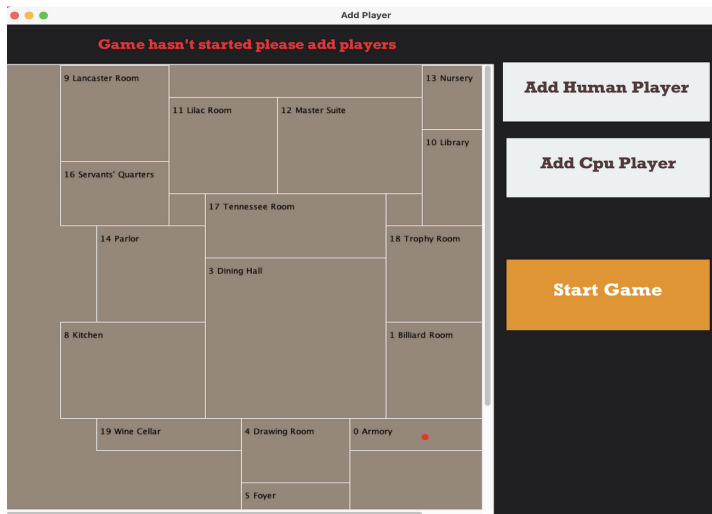 Add Player
Game hasn't started please add players
9 Lancaster Room
13 Nursery
Add Human Player
11 Lilac Room
12 Master Suite
10 Library
Add Cpu Player
16 Servants' Quarters
17 Tennessee Room
14 Parlor
18 Trophy Room
3 Dining Hall
Start Game
8 Kitchen
1 Billiard Room
19 Wine Cellar
4 Drawing Room
0 Armory
5 Foyer